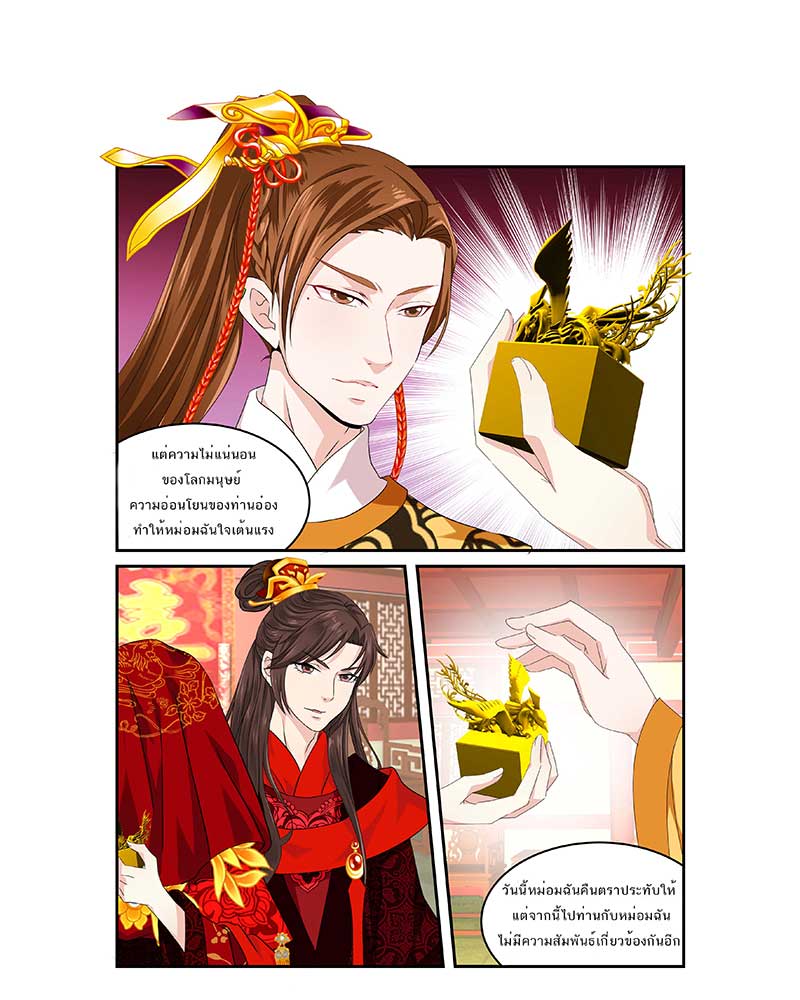 แต่ความไม่แน่นอน
ของโลกมนุษย์
ความอ่อนโยนของท่านอ๋อง
ทำให้หม่อมฉันใจเต้นแรง
วันนี้หม่อมฉันคืนตราประทับให้
แต่จากนี้ไปท่านกับหม่อมฉัน
ไม่มีความสัมพันธ์เกี่ยวข้องกันอีก